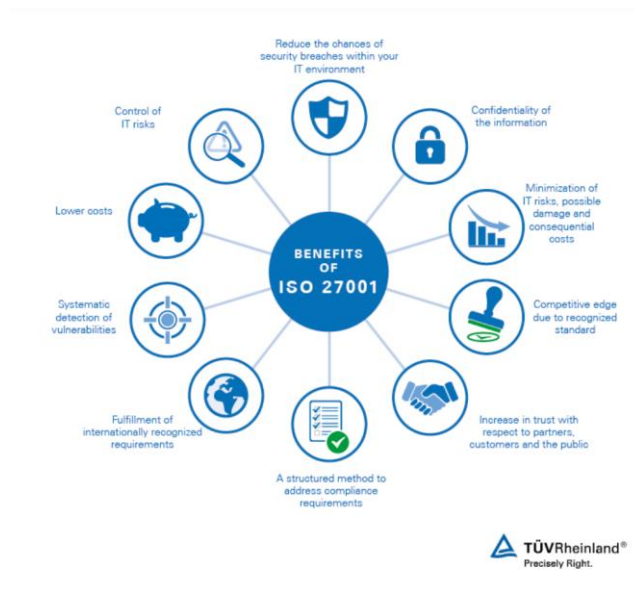 Reduce the chances of
security breaches within your
IT environment
Control of
IT risks
Confidentiality of
the information
Lower costs
Minimization of
IT risks, possible
damage and
consequential
costs
BENEFITS
OF
ISO 27001
Systematic
detection of
vulnerabilities
Competitive edge
due to recognized
standard
Fulfillment of
internationally recognized
requirements
Increase in trust with
respect to partners,
customers and the public
A structured method to
address compliance
requirements
TÜVRheinland®
Precisely Right.